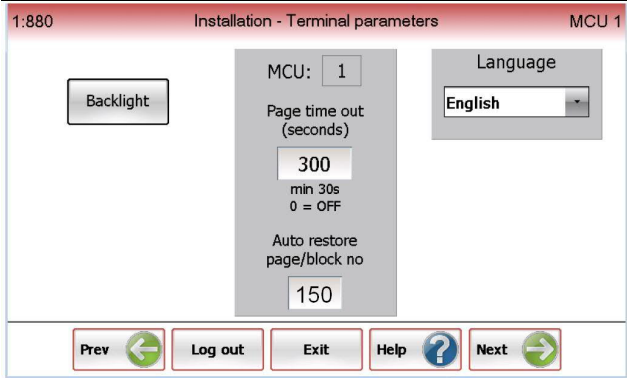 1:880 Installation - Terminal parameters MCU 1
Backlight
MCU: 1
Page time out
(seconds)
300
min 30s
0 = OFF
Auto restore
page/block no
150
Language
English
Prev Log out Exit Help Next